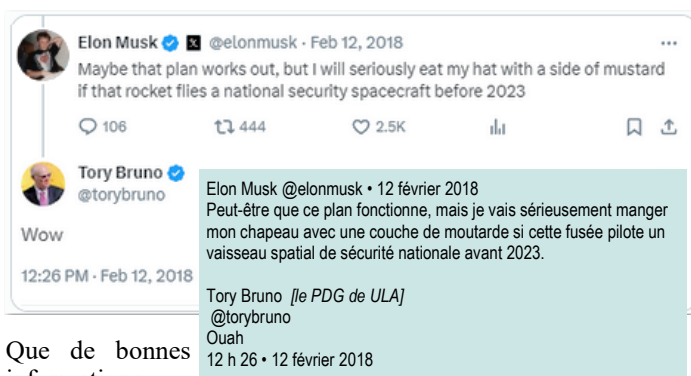 Elon Musk @elonmusk · Feb 12, 2018
Maybe that plan works out, but I will seriously eat my hat with a side of mustard
if that rocket flies a national security spacecraft before 2023
106 444 2.5K
Tory Bruno
@torybruno
Wow
12:26 PM · Feb 12, 2018
Elon Musk @elonmusk • 12 février 2018
Peut-être que ce plan fonctionne, mais je vais sérieusement manger
mon chapeau avec une couche de moutarde si cette fusée pilote un
vaisseau spatial de sécurité nationale avant 2023.
Tory Bruno [le PDG de ULA]
@torybruno
Ouah
12 h 26 • 12 février 2018
Que de bonnes